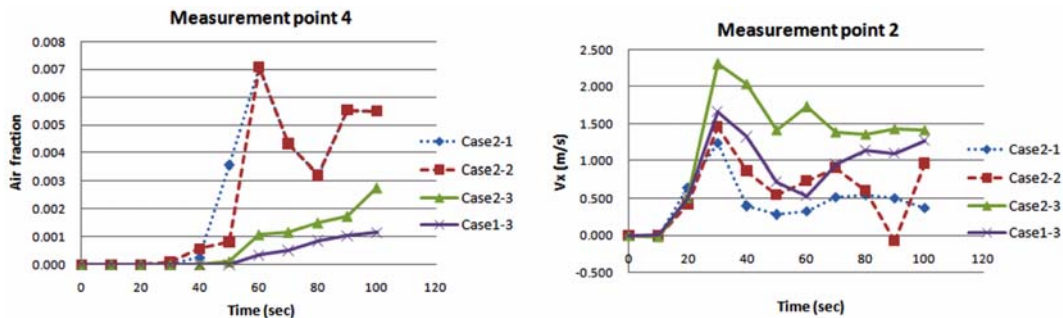 Measurement point 4
Air fraction
0.008
0.007
0.006
0.005
0.004
0.003
0.002
0.001
0.000
0 20 40 60 80 100 120
Time (sec)
Case2-1
Case2-2
Case2-3
Case1-3
Measurement point 2
Vx (m/s)
2.500
2.000
1.500
1.000
0.500
0.000
-0.500
0 20 40 60 80 100 120
Time (sec)
Case2-1
Case2-2
Case2-3
Case1-3